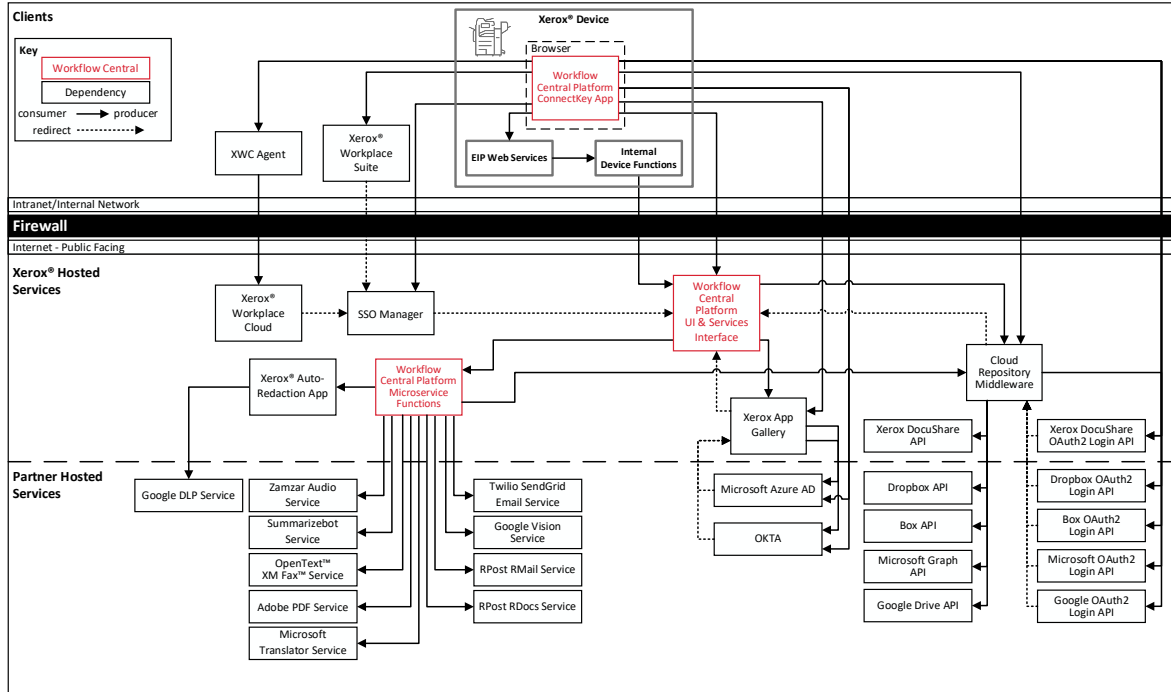 Clients
Key
Workflow Central
Dependency
consumer
producer
redirect
Xerox® Device
Browser
Workflow
Central Platform
ConnectKey App
EIP Web Services
Internal
Device Functions
XWC Agent
Xerox®
Workplace
Suite
Intranet/Internal Network
Firewall
Internet - Public Facing
Xerox® Hosted
Services
Xerox®
Workplace
Cloud
SSO Manager
Workflow
Central
Platform
UI & Services
Interface
Cloud
Repository
Middleware
Xerox® Auto-
Redaction App
Workflow
Central Platform
Microservice
Functions
Xerox App
Gallery
Xerox DocuShare
API
Xerox DocuShare
OAuth2 Login API
Partner Hosted
Services
Google DLP Service
Zamzar Audio
Service
Twilio SendGrid
Email Service
Microsoft Azure AD
Dropbox API
Dropbox OAuth2
Login API
Summarizebot
Service
Google Vision
Service
OKTA
Box API
Box OAuth2
Login API
OpenText™
XM Fax™ Service
RPost RMail Service
Microsoft Graph
API
Microsoft OAuth2
Login API
Adobe PDF Service
RPost RDocs Service
Google Drive API
Google OAuth2
Login API
Microsoft
Translator Service